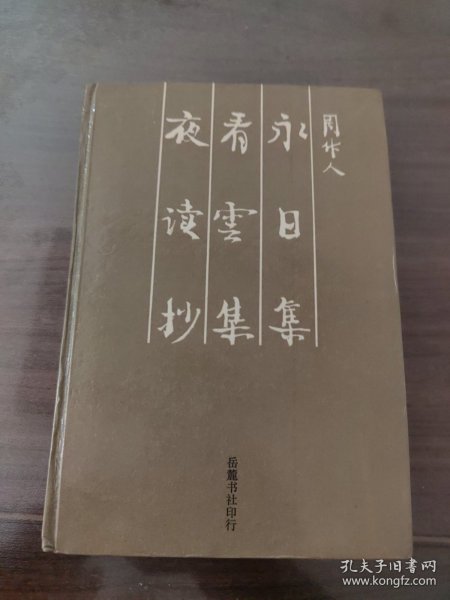 周作人
永日集
看雲集
夜读抄
岳麓书社印行
孔夫子旧书网
www.kongfz.com